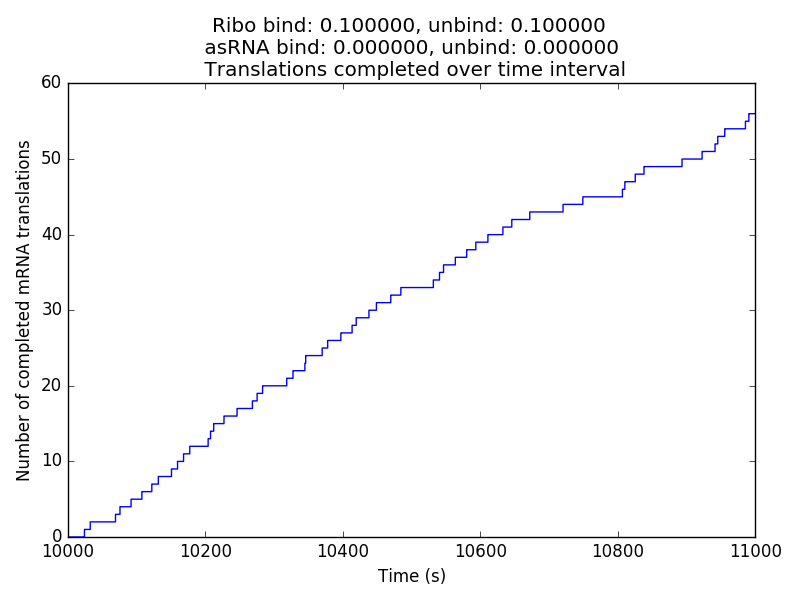 Ribo bind: 0.100000, unbind: 0.100000
asRNA bind: 0.000000, unbind: 0.000000
Translations completed over time interval
Number of completed mRNA translations
60
50
40
30
20
10
0
10000 10200 10400 10600 10800 11000
Time (s)